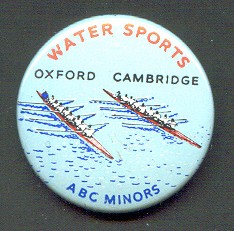 WATER SPORTS
OXFORD CAMBRIDGE
ABC MINORS